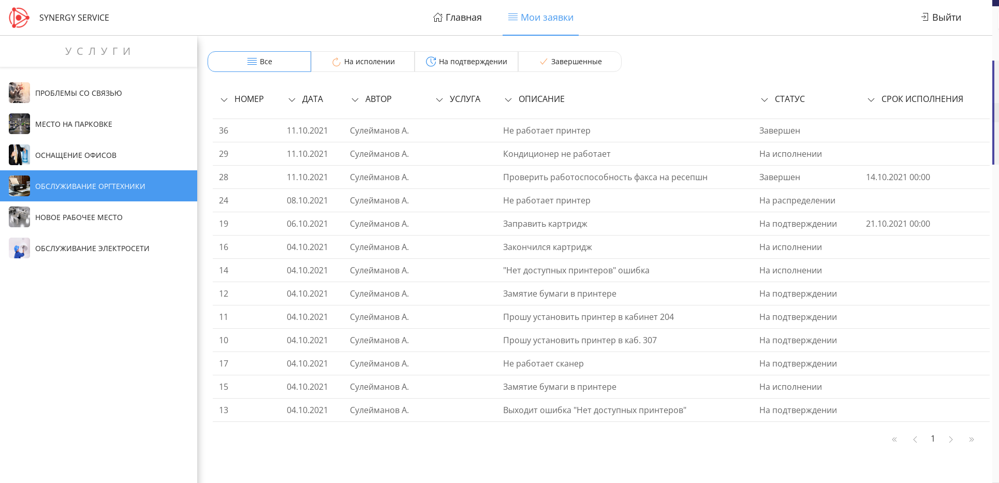 SYNERGY SERVICE
Главная
Мои заявки
Выйти
УСЛУГИ
ПРОБЛЕМЫ СО СВЯЗЬЮ
МЕСТО НА ПАРКОВКЕ
ОСНАЩЕНИЕ ОФИСОВ
ОБСЛУЖИВАНИЕ ОРГТЕХНИКИ
НОВОЕ РАБОЧЕЕ МЕСТО
ОБСЛУЖИВАНИЕ ЭЛЕКТРОСЕТИ
Все На исполении На подтверждении Завершенные
НОМЕР ДАТА АВТОР УСЛУГА ОПИСАНИЕ СТАТУС СРОК ИСПОЛНЕНИЯ
36 11.10.2021 Сулейманов А. Не работает принтер Завершен
29 11.10.2021 Сулейманов А. Кондиционер не работает На исполнении
28 11.10.2021 Сулейманов А. Проверить работоспособность факса на ресепшн Завершен 14.10.2021 00:00
24 08.10.2021 Сулейманов А. Не работает принтер На распределении
19 06.10.2021 Сулейманов А. Заправить картридж На подтверждении 21.10.2021 00:00
16 04.10.2021 Сулейманов А. Закончился картридж На исполнении
14 04.10.2021 Сулейманов А. "Нет доступных принтеров" ошибка На исполнении
12 04.10.2021 Сулейманов А. Замятие бумаги в принтере На подтверждении
11 04.10.2021 Сулейманов А. Прошу установить принтер в кабинет 204 На подтверждении
10 04.10.2021 Сулейманов А. Прошу установить принтер в каб. 307 На подтверждении
17 04.10.2021 Сулейманов А. Не работает сканер На подтверждении
15 04.10.2021 Сулейманов А. Замятие бумаги в принтере На исполнении
13 04.10.2021 Сулейманов А. Выходит ошибка "Нет доступных принтеров" На подтверждении
« ‹ 1 › »